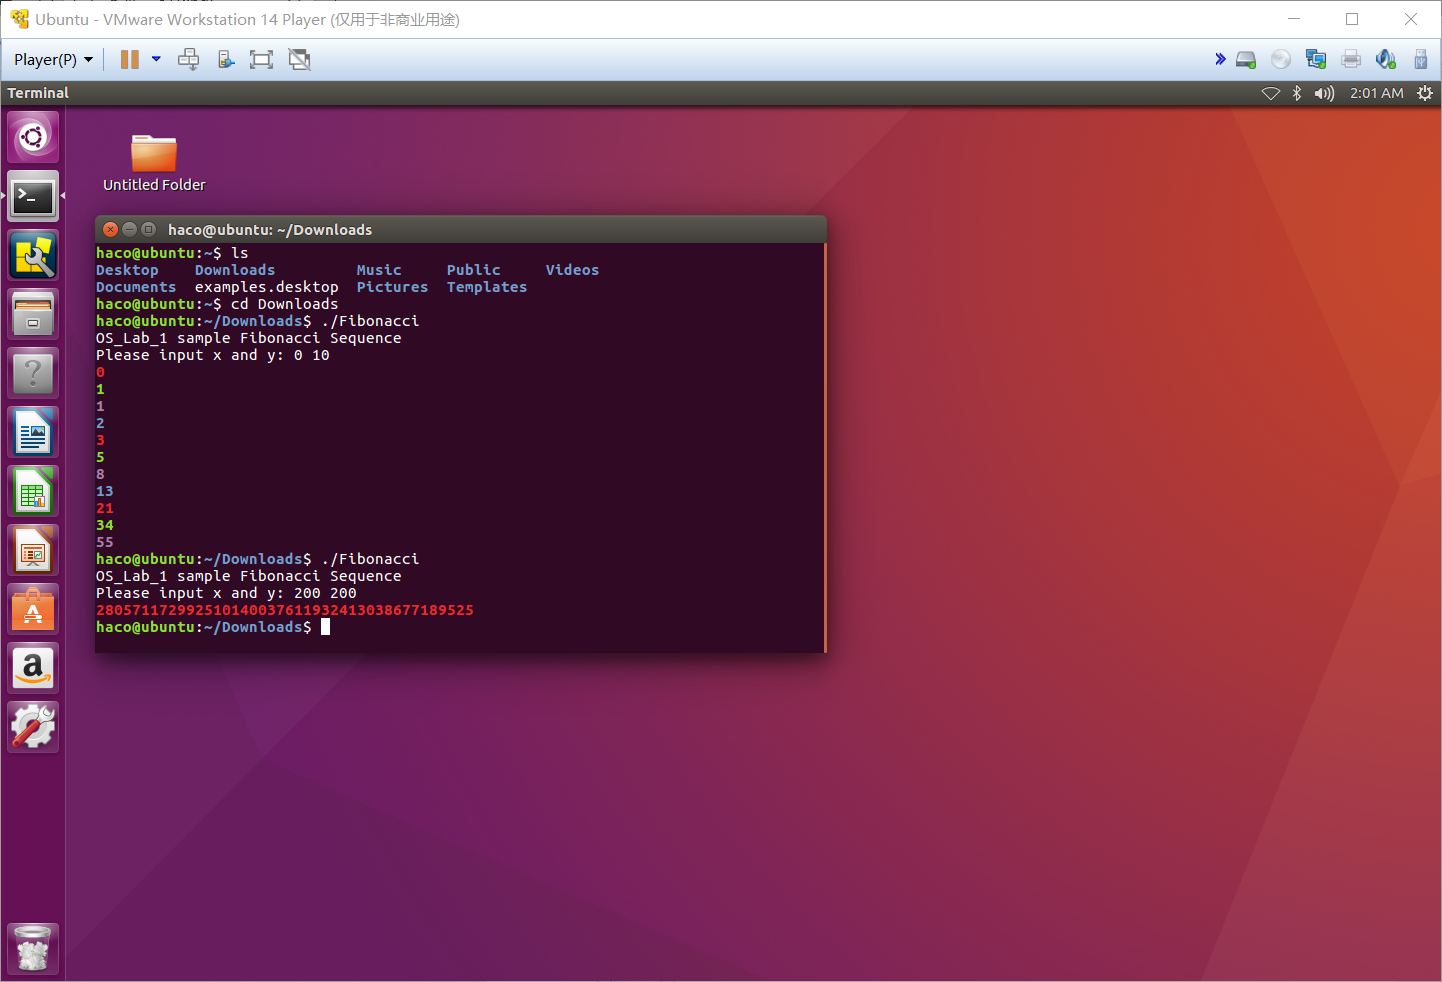 Ubuntu - VMware Workstation 14 Player (仅用于非商业用途)
Player(P)
Terminal
2:01 AM
Untitled Folder
haco@ubuntu: ~/Downloads
haco@ubuntu:~$ ls
Desktop Downloads Music Public Videos
Documents examples.desktop Pictures Templates
haco@ubuntu:~$ cd Downloads
haco@ubuntu:~/Downloads$ ./Fibonacci
OS_Lab_1 sample Fibonacci Sequence
Please input x and y: 0 10
0
1
1
2
3
5
8
13
21
34
55
haco@ubuntu:~/Downloads$ ./Fibonacci
OS_Lab_1 sample Fibonacci Sequence
Please input x and y: 200 200
280571172992510140037611932413038677189525
haco@ubuntu:~/Downloads$